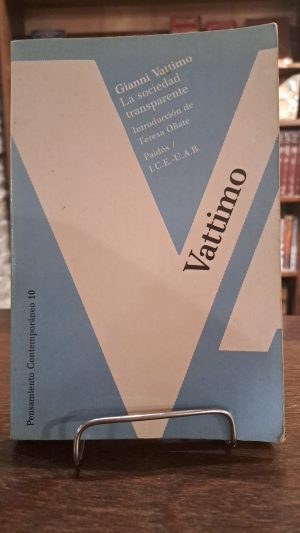 Gianni Vattimo
La sociedad
transparente
Introducción de
Teresa Oñate
Paidós /
I.C.E.-U.A.B.
Vattimo
Pensamiento Contemporáneo 10